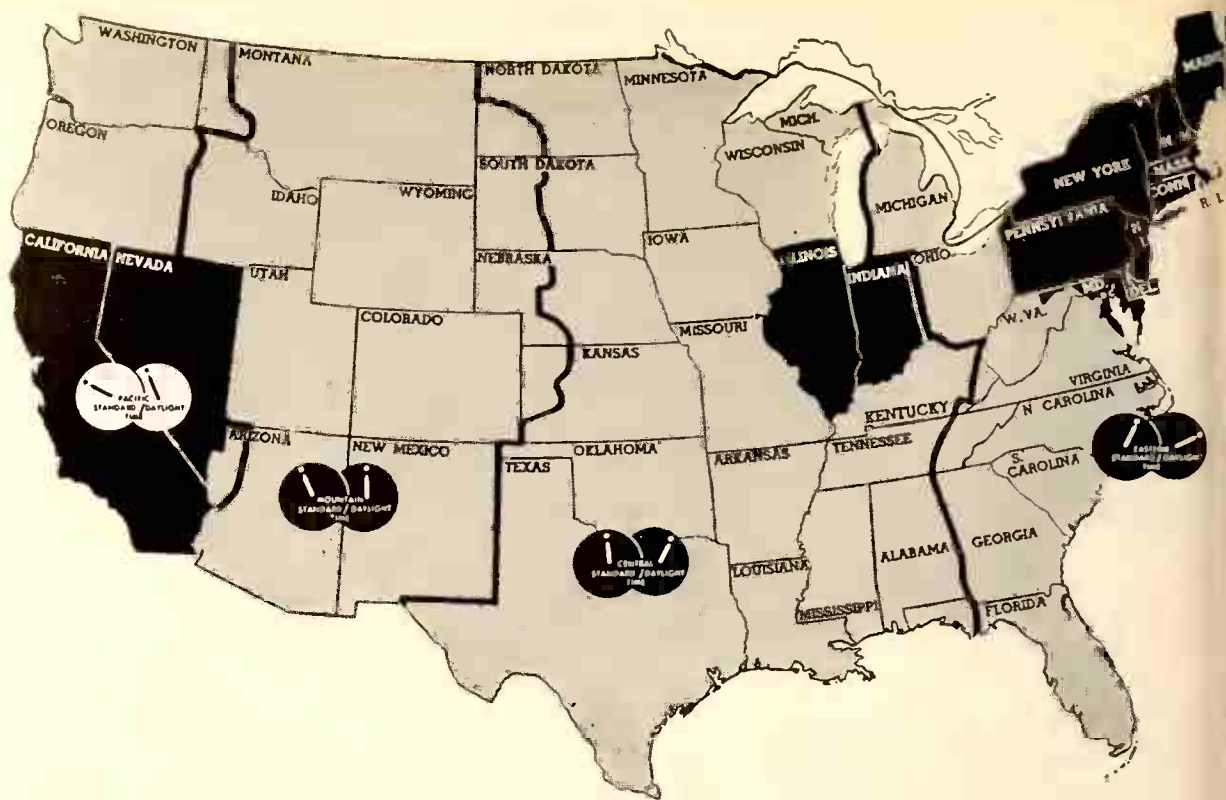 WASHINGTON
MONTANA
NORTH DAKOTA
MINNESOTA
MICH.
WISCONSIN
OREGON
SOUTH DAKOTA
IDAHO
WYOMING
MICHIGAN
NEW YORK
MASS.
CONN
R. I.
PENNSYLVANIA
N
J
IOWA
CALIFORNIA
NEVADA
UTAH
NEBRASKA
ILLINOIS
INDIANA
OHIO
MD.
DEL.
W. VA.
COLORADO
MISSOURI
KANSAS
VIRGINIA
KENTUCKY
N CAROLINA
PACIFIC
STANDARD/DAYLIGHT
TIME
ARIZONA
NEW MEXICO
OKLAHOMA
TEXAS
ARKANSAS
TENNESSEE
S.
CAROLINA
EASTERN
STANDARD/DAYLIGHT
TIME
MOUNTAIN
STANDARD/DAYLIGHT
TIME
CENTRAL
STANDARD/DAYLIGHT
TIME
ALABAMA
GEORGIA
LOUISIANA
MISSISSIPPI
FLORIDA